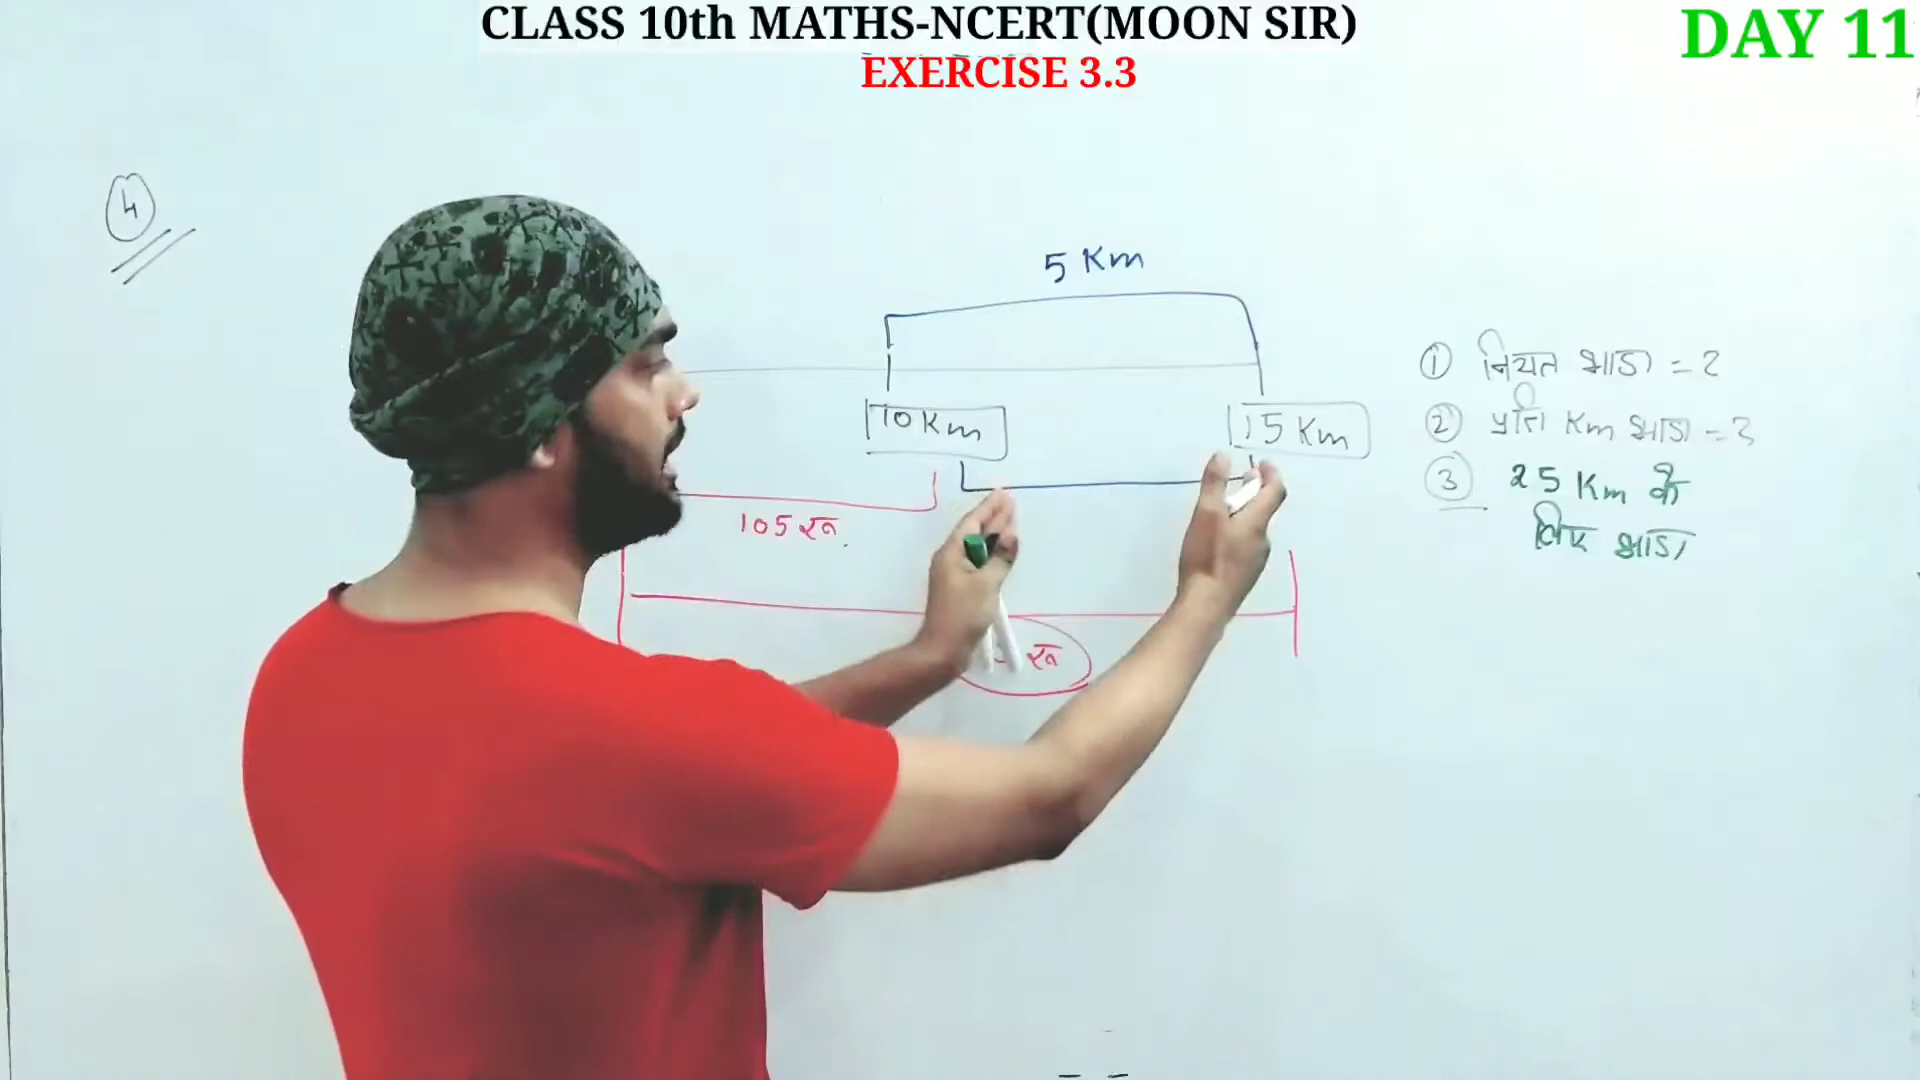 CLASS 10th MATHS-NCERT(MOON SIR)
EXERCISE 3.3
DAY 11
4
5 Km
10 Km
15 Km
105 रू.
रू
① नियत भाडा = ?
② प्रति Km भाडा = ?
③ 25 Km के
लिए भाडा